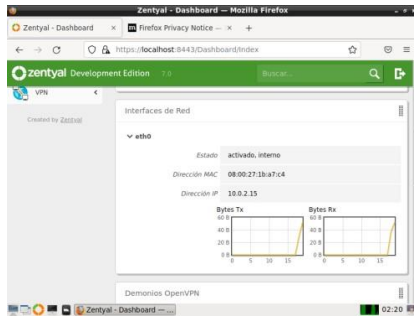 Zentyal - Dashboard — Mozilla Firefox
Zentyal - Dashboard × Firefox Privacy Notice — × +
https://localhost:8443/Dashboard/Index
zentyal Development Edition 7.0 Buscar...
VPN
Created by Zentyal
Interfaces de Red
eth0
Estado activado, interno
Dirección MAC 08:00:27:1b:a7:c4
Dirección IP 10.0.2.15
Bytes Tx Bytes Rx
60 B 60 B
40 B 40 B
20 B 20 B
0 B 0 B
0 5 10 15 0 5 10 15
Demonios OpenVPN
Zentyal - Dashboard — ... 02:20